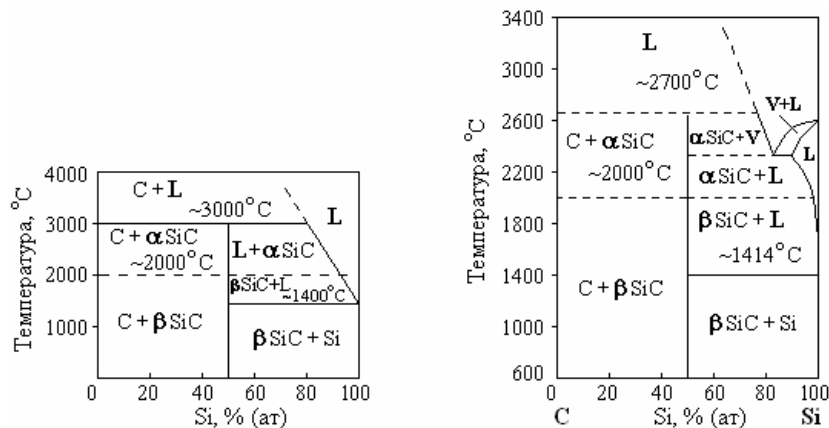 Температура, °C
4000
3000
2000
1000
C + L
~3000°C
L
C + αSiC
~2000°C
L + αSiC
βSiC+L
~1400°C
C + βSiC
βSiC + Si
0 20 40 60 80 100
Si, % (ат)
Температура, °C
3400
3000
2600
2200
1800
1400
1000
600
L
~2700°C
V+L
C + αSiC
~2000°C
αSiC+V
L
αSiC + L
βSiC + L
~1414°C
C + βSiC
βSiC + Si
0 20 40 60 80 100
C Si, % (ат) Si